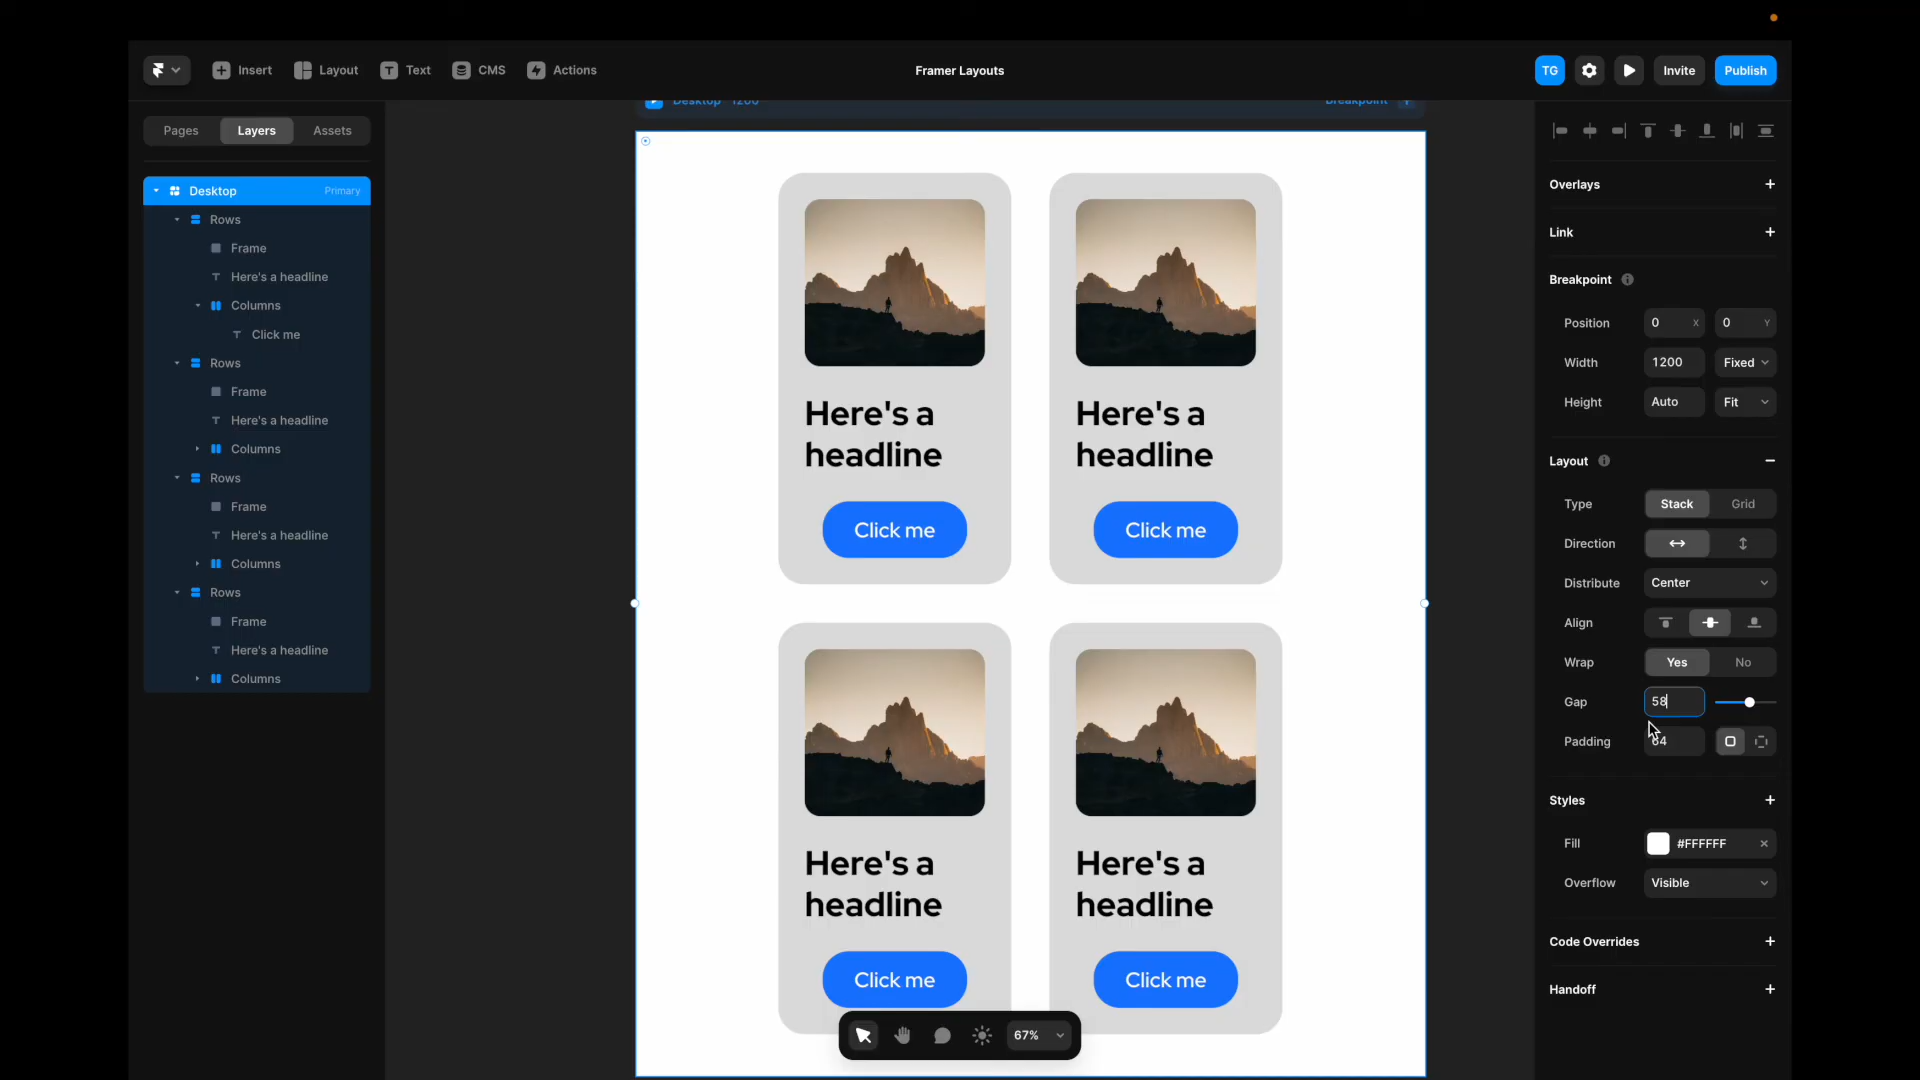 Insert
Layout
Text
CMS
Actions
Framer Layouts
TG
Invite
Publish
Desktop 1200
Breakpoint
Pages
Layers
Assets
Desktop
Primary
Rows
Frame
Here's a headline
Columns
Click me
Rows
Frame
Here's a headline
Columns
Rows
Frame
Here's a headline
Columns
Rows
Frame
Here's a headline
Columns
Here's a
headline
Click me
Here's a
headline
Click me
Here's a
headline
Click me
Here's a
headline
Click me
67%
Overlays
Link
Breakpoint
Position
0
X
0
Y
Width
1200
Fixed
Height
Auto
Fit
Layout
Type
Stack
Grid
Direction
Distribute
Center
Align
Wrap
Yes
No
Gap
58
Padding
64
Styles
Fill
#FFFFFF
Overflow
Visible
Code Overrides
Handoff